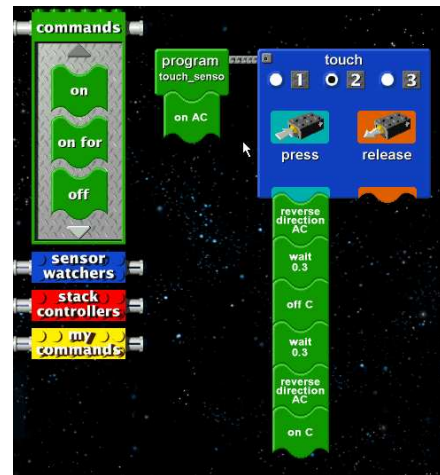 commands
on
on for
off
sensor
watchers
stack
controllers
my
commands
program
touch_senso
on AC
touch
1 2 3
press release
reverse
direction
AC
wait
0.3
off C
wait
0.3
reverse
direction
AC
on C